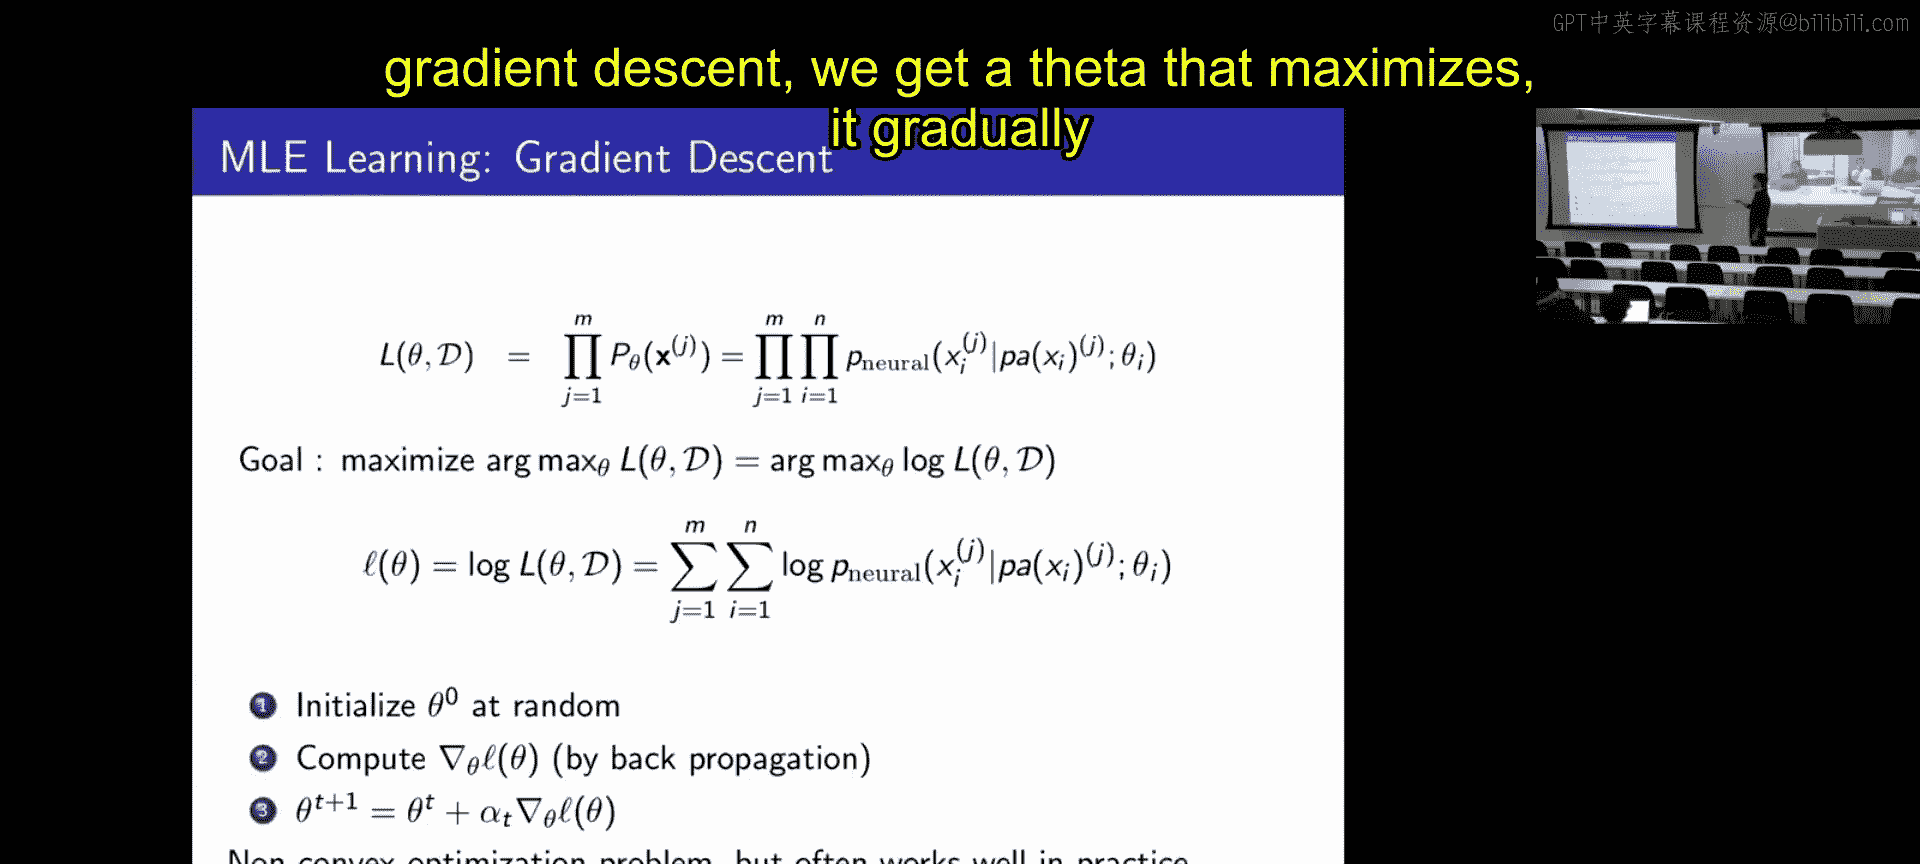 GPT中英字幕课程资源@bilibili.com
gradient descent, we get a theta that maximizes,
it gradually
MLE Learning: Gradient Descent
L(θ, 𝒟) = ∏_{j=1}^{m} P_θ(x^{(j)}) = ∏_{j=1}^{m} ∏_{i=1}^{n} p_neural(x_i^{(j)}|pa(x_i)^{(j)}; θ_i)
Goal : maximize arg max_θ L(θ, 𝒟) = arg max_θ log L(θ, 𝒟)
ℓ(θ) = log L(θ, 𝒟) = ∑_{j=1}^{m} ∑_{i=1}^{n} log p_neural(x_i^{(j)}|pa(x_i)^{(j)}; θ_i)
1 Initialize θ^0 at random
2 Compute ∇_θ ℓ(θ) (by back propagation)
3 θ^{t+1} = θ^t + α_t ∇_θ ℓ(θ)
Non convex optimization problem, but often works well in practice